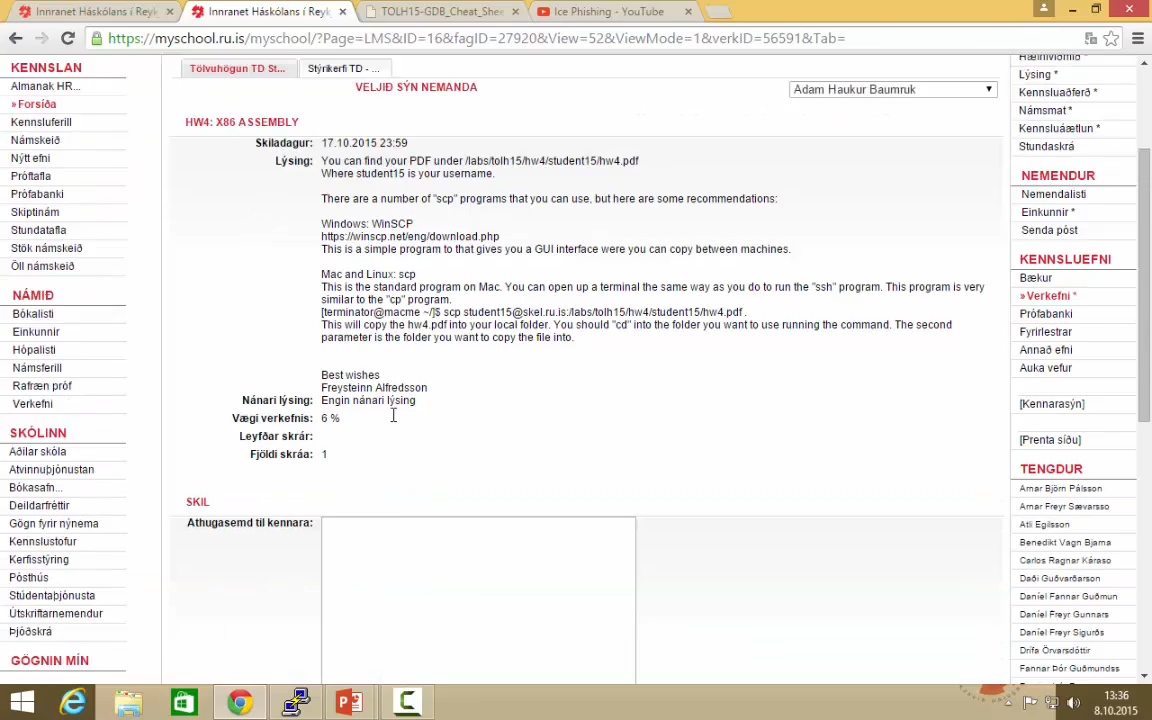 Innranet Háskólans í Reyk
Innranet Háskólans í Reyk
TOLH15-GDB_Cheat_Shee
Ice Phishing - YouTube
https://myschool.ru.is/myschool/?Page=LMS&ID=16&fagID=27920&View=52&ViewMode=1&verkID=56591&Tab=
KENNSLAN
Almanak HR...
» Forsíða
Kennsluferill
Námskeið
Nýtt efni
Próftafla
Prófabanki
Skiptinám
Stundatafla
Stök námskeið
Öll námskeið
NÁMIÐ
Bókalisti
Einkunnir
Hópalisti
Námsferill
Rafræn próf
Verkefni
SKÓLINN
Aðilar skóla
Atvinnuþjónustan
Bókasafn...
Deildarfréttir
Gögn fyrir nýnema
Kennslustofur
Kerfisstýring
Pósthús
Stúdentaþjónusta
Útskriftarnemendur
Þjóðskrá
GÖGNIN MÍN
Tölvuhögun TD St...
Stýrikerfi TD - ...
VELJIÐ SÝN NEMANDA
Adam Haukur Baumruk
HW4: X86 ASSEMBLY
Skiladagur: 17.10.2015 23:59
Lýsing: You can find your PDF under /labs/tolh15/hw4/student15/hw4.pdf
Where student15 is your username.
There are a number of "scp" programs that you can use, but here are some recommendations:
Windows: WinSCP
https://winscp.net/eng/download.php
This is a simple program to that gives you a GUI interface were you can copy between machines.
Mac and Linux: scp
This is the standard program on Mac. You can open up a terminal the same way as you do to run the "ssh" program. This program is very
similar to the "cp" program.
[terminator@macme ~/]$ scp student15@skel.ru.is:/labs/tolh15/hw4/student15/hw4.pdf .
This will copy the hw4.pdf into your local folder. You should "cd" into the folder you want to use running the command. The second
parameter is the folder you want to copy the file into.
Best wishes
Freysteinn Alfredsson
Nánari lýsing: Engin nánari lýsing
Vægi verkefnis: 6 %
Leyfðar skrár:
Fjöldi skráa: 1
SKIL
Athugasemd til kennara:
Hæfniviðmið *
Lýsing *
Kennsluaðferð *
Námsmat *
Kennsluáætlun *
Stundaskrá
NEMENDUR
Nemendalisti
Einkunnir *
Senda póst
KENNSLUEFNI
Bækur
» Verkefni *
Prófabanki
Fyrirlestrar
Annað efni
Auka vefur
[Kennarasýn]
[Prenta síðu]
TENGDUR
Arnar Björn Pálsson
Arnar Freyr Sævarsso
Atli Egilsson
Benedikt Vagn Bjarna
Carlos Ragnar Káraso
Daði Guðvarðarson
Daníel Fannar Guðmun
Daníel Freyr Gunnars
Daníel Freyr Sigurðs
Drífa Örvarsdóttir
Fannar Þór Guðmundss
13:36
8.10.2015